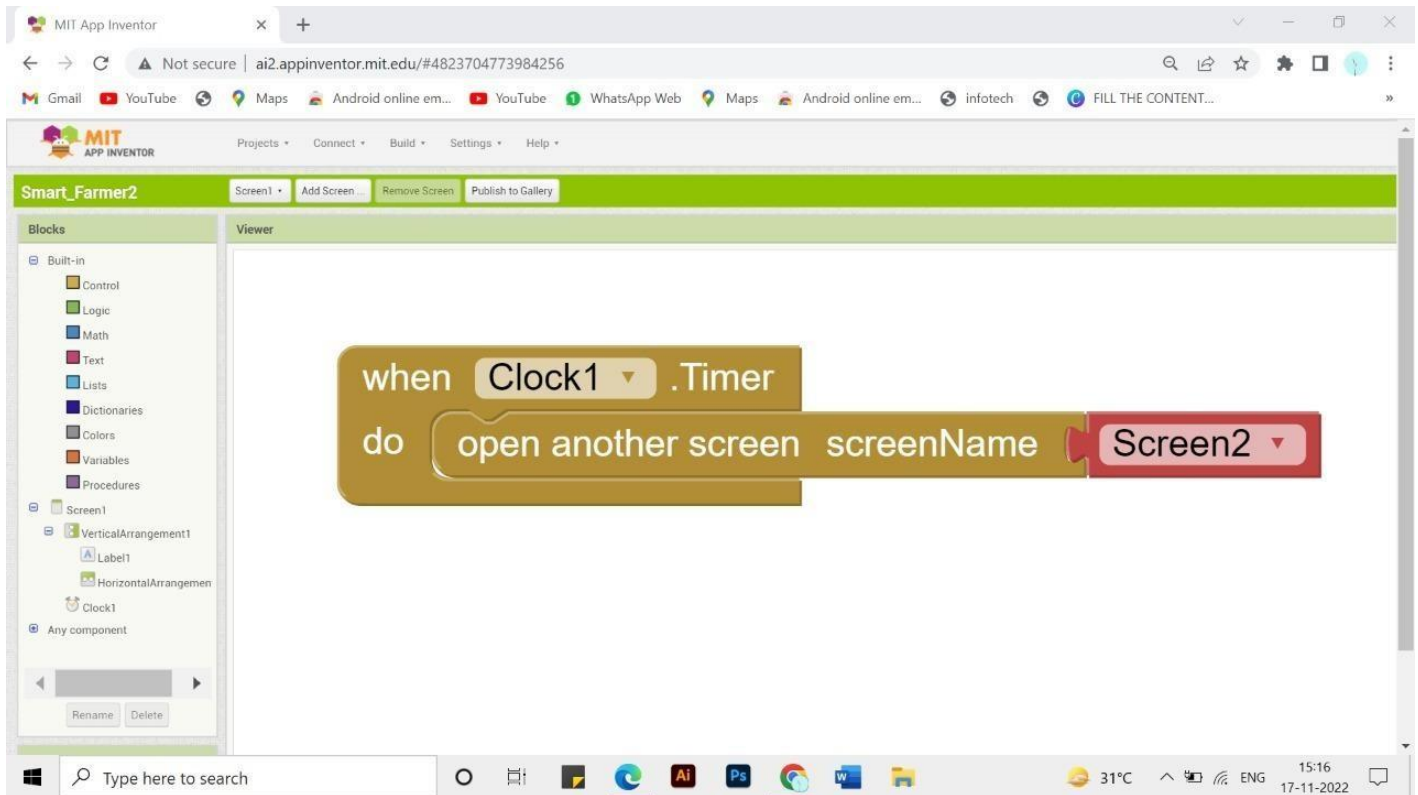 MIT App Inventor
Not secure | ai2.appinventor.mit.edu/#4823704773984256
Gmail YouTube Maps Android online em... YouTube WhatsApp Web Maps Android online em... infotech FILL THE CONTENT... »
MIT
APP INVENTOR
Projects Connect Build Settings Help
Smart_Farmer2 Screen1 Add Screen ... Remove Screen Publish to Gallery
Blocks Viewer
Built-in
Control
Logic
Math
Text
Lists
Dictionaries
Colors
Variables
Procedures
Screen1
VerticalArrangement1
Label1
HorizontalArrangemen
Clock1
Any component
Rename Delete
when Clock1 .Timer
do open another screen screenName Screen2
Type here to search
Ai Ps W
31°C ENG 15:16
17-11-2022